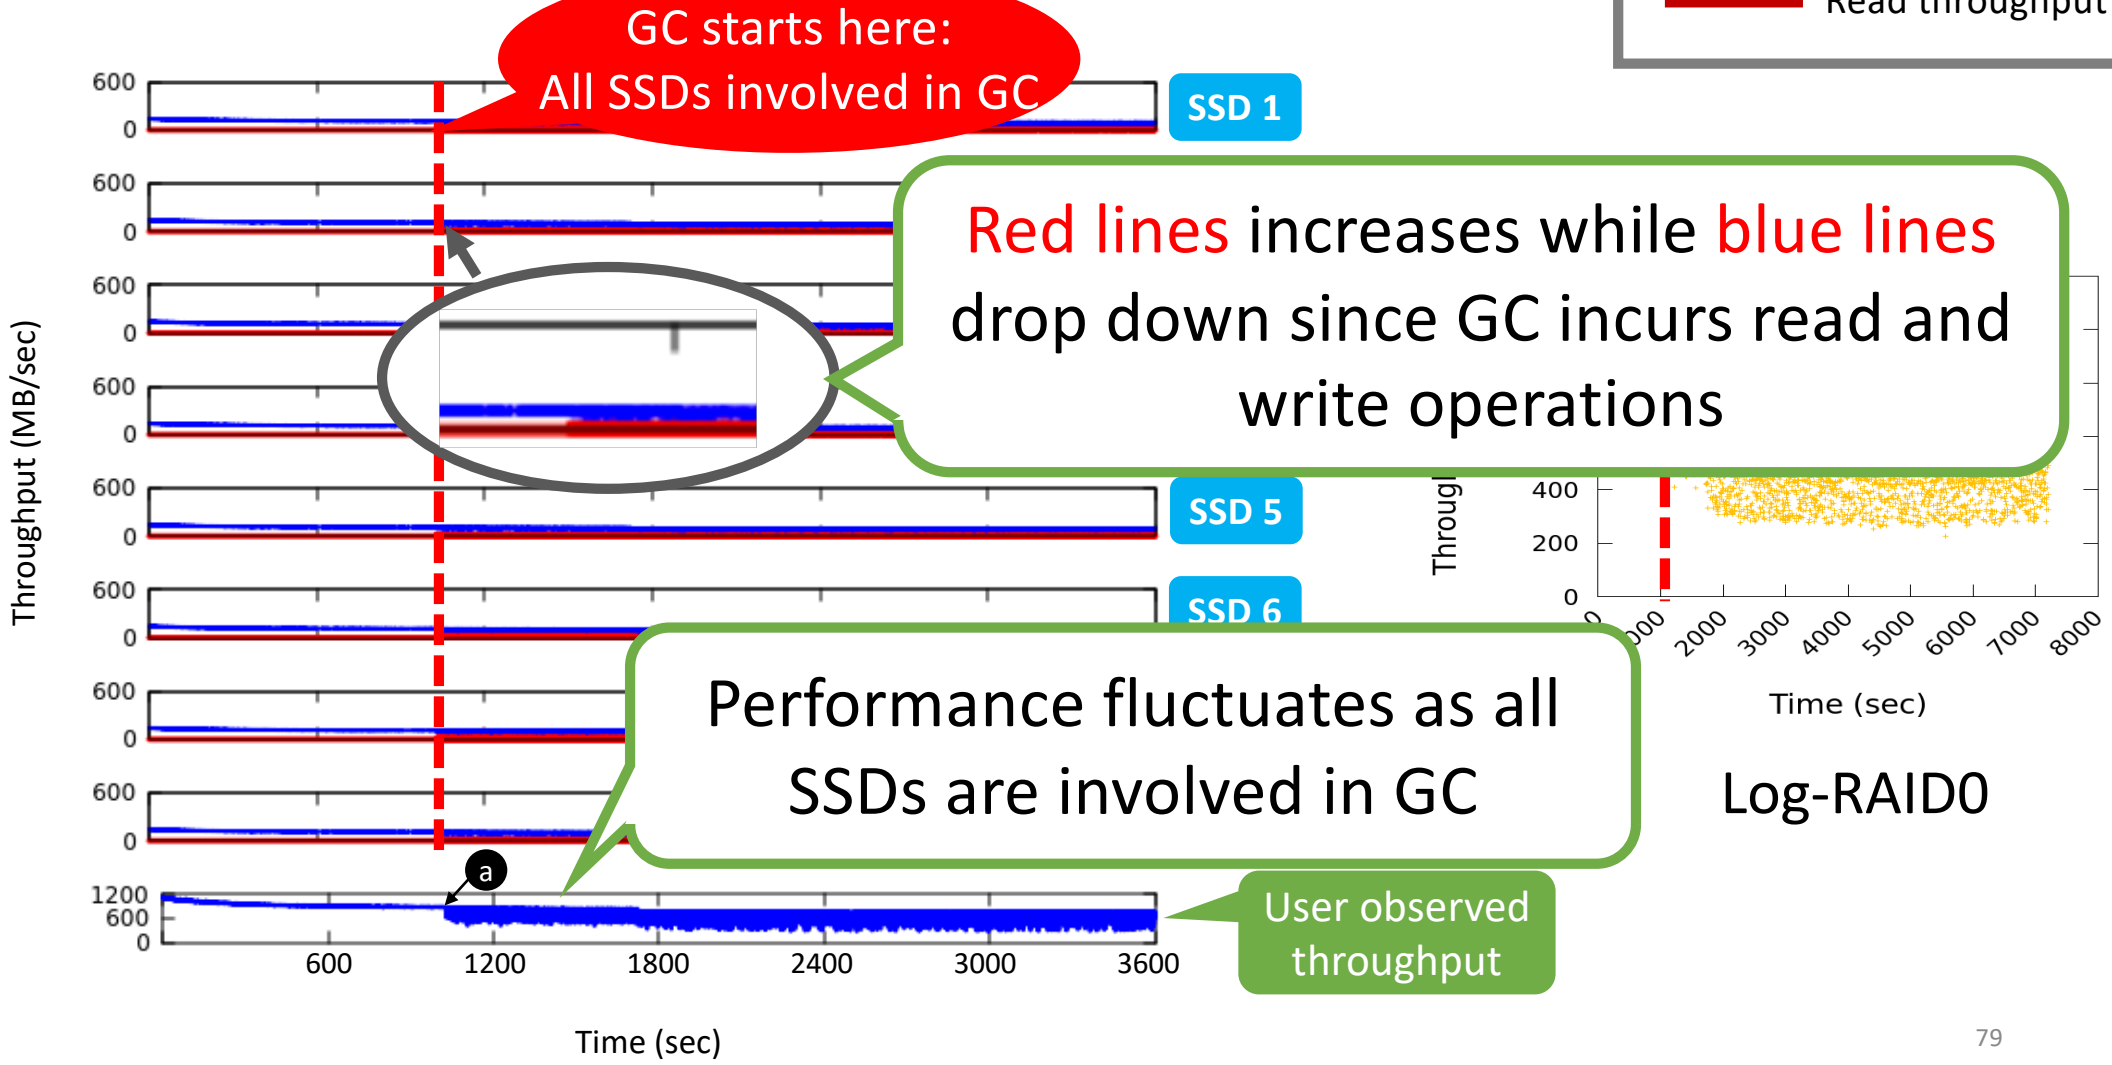 Read throughput
GC starts here:
All SSDs involved in GC
600
0
SSD 1
600
0
Red lines increases while blue lines
drop down since GC incurs read and
write operations
600
0
600
0
Throughput (MB/sec)
600
0
SSD 5
600
0
SSD 6
600
0
Performance fluctuates as all
SSDs are involved in GC
600
0
a
1200
600
0
600
1200
1800
2400
3000
3600
Time (sec)
User observed
throughput
400
200
0
2000
3000
4000
5000
6000
7000
8000
Time (sec)
Log-RAID0
79